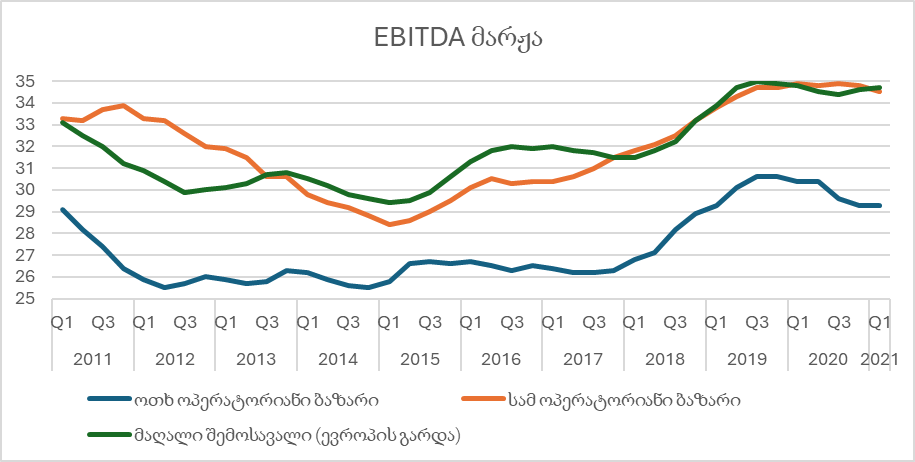 EBITDA მარჟა
35
34
33
32
31
30
29
28
27
26
25
Q1 Q3 Q1 Q3 Q1 Q3 Q1 Q3 Q1 Q3 Q1 Q3 Q1 Q3 Q1 Q3 Q1 Q3 Q1 Q3 Q1
2011 2012 2013 2014 2015 2016 2017 2018 2019 2020 2021
ოთხ ოპერატორიანი ბაზარი სამ ოპერატორიანი ბაზარი
მაღალი შემოსავალი (ევროპის გარდა)